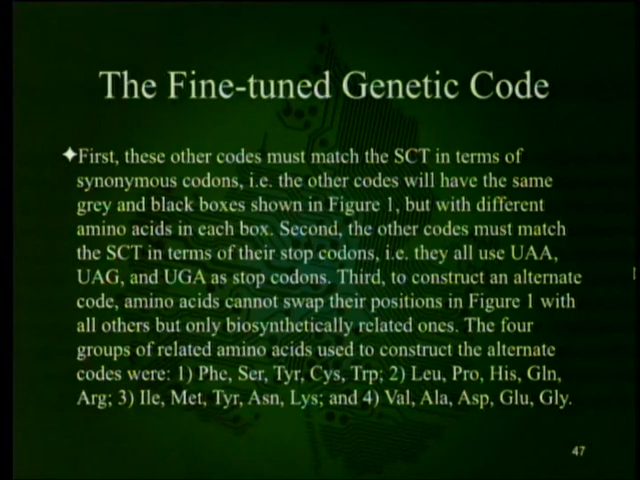 The Fine-tuned Genetic Code
First, these other codes must match the SCT in terms of
synonymous codons, i.e. the other codes will have the same
grey and black boxes shown in Figure 1, but with different
amino acids in each box. Second, the other codes must match
the SCT in terms of their stop codons, i.e. they all use UAA,
UAG, and UGA as stop codons. Third, to construct an alternate
code, amino acids cannot swap their positions in Figure 1 with
all others but only biosynthetically related ones. The four
groups of related amino acids used to construct the alternate
codes were: 1) Phe, Ser, Tyr, Cys, Trp; 2) Leu, Pro, His, Gln,
Arg; 3) Ile, Met, Tyr, Asn, Lys; and 4) Val, Ala, Asp, Glu, Gly.
47